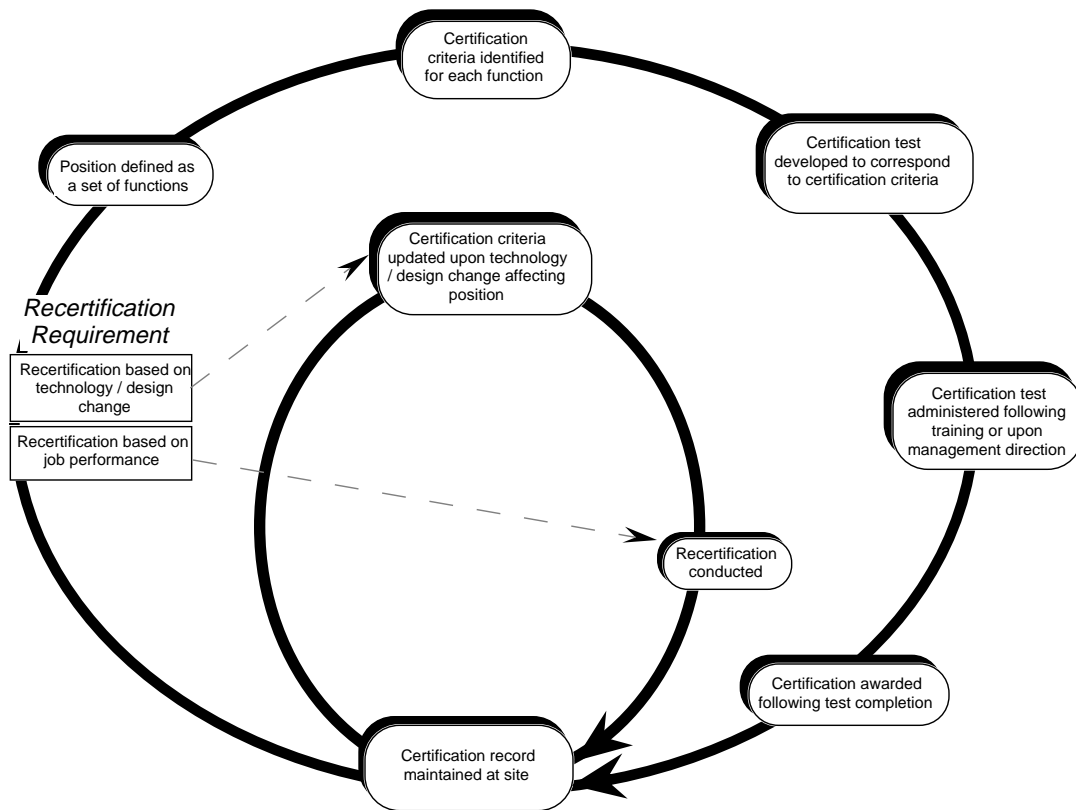 Certification
criteria identified
for each function
Position defined as
a set of functions
Certification test
developed to correspond
to certification criteria
Certification criteria
updated upon technology
/ design change affecting
position
Recertification
Requirement
Recertification based on
technology / design
change
Recertification based on
job performance
Certification test
administered following
training or upon
management direction
Recertification
conducted
Certification awarded
following test completion
Certification record
maintained at site